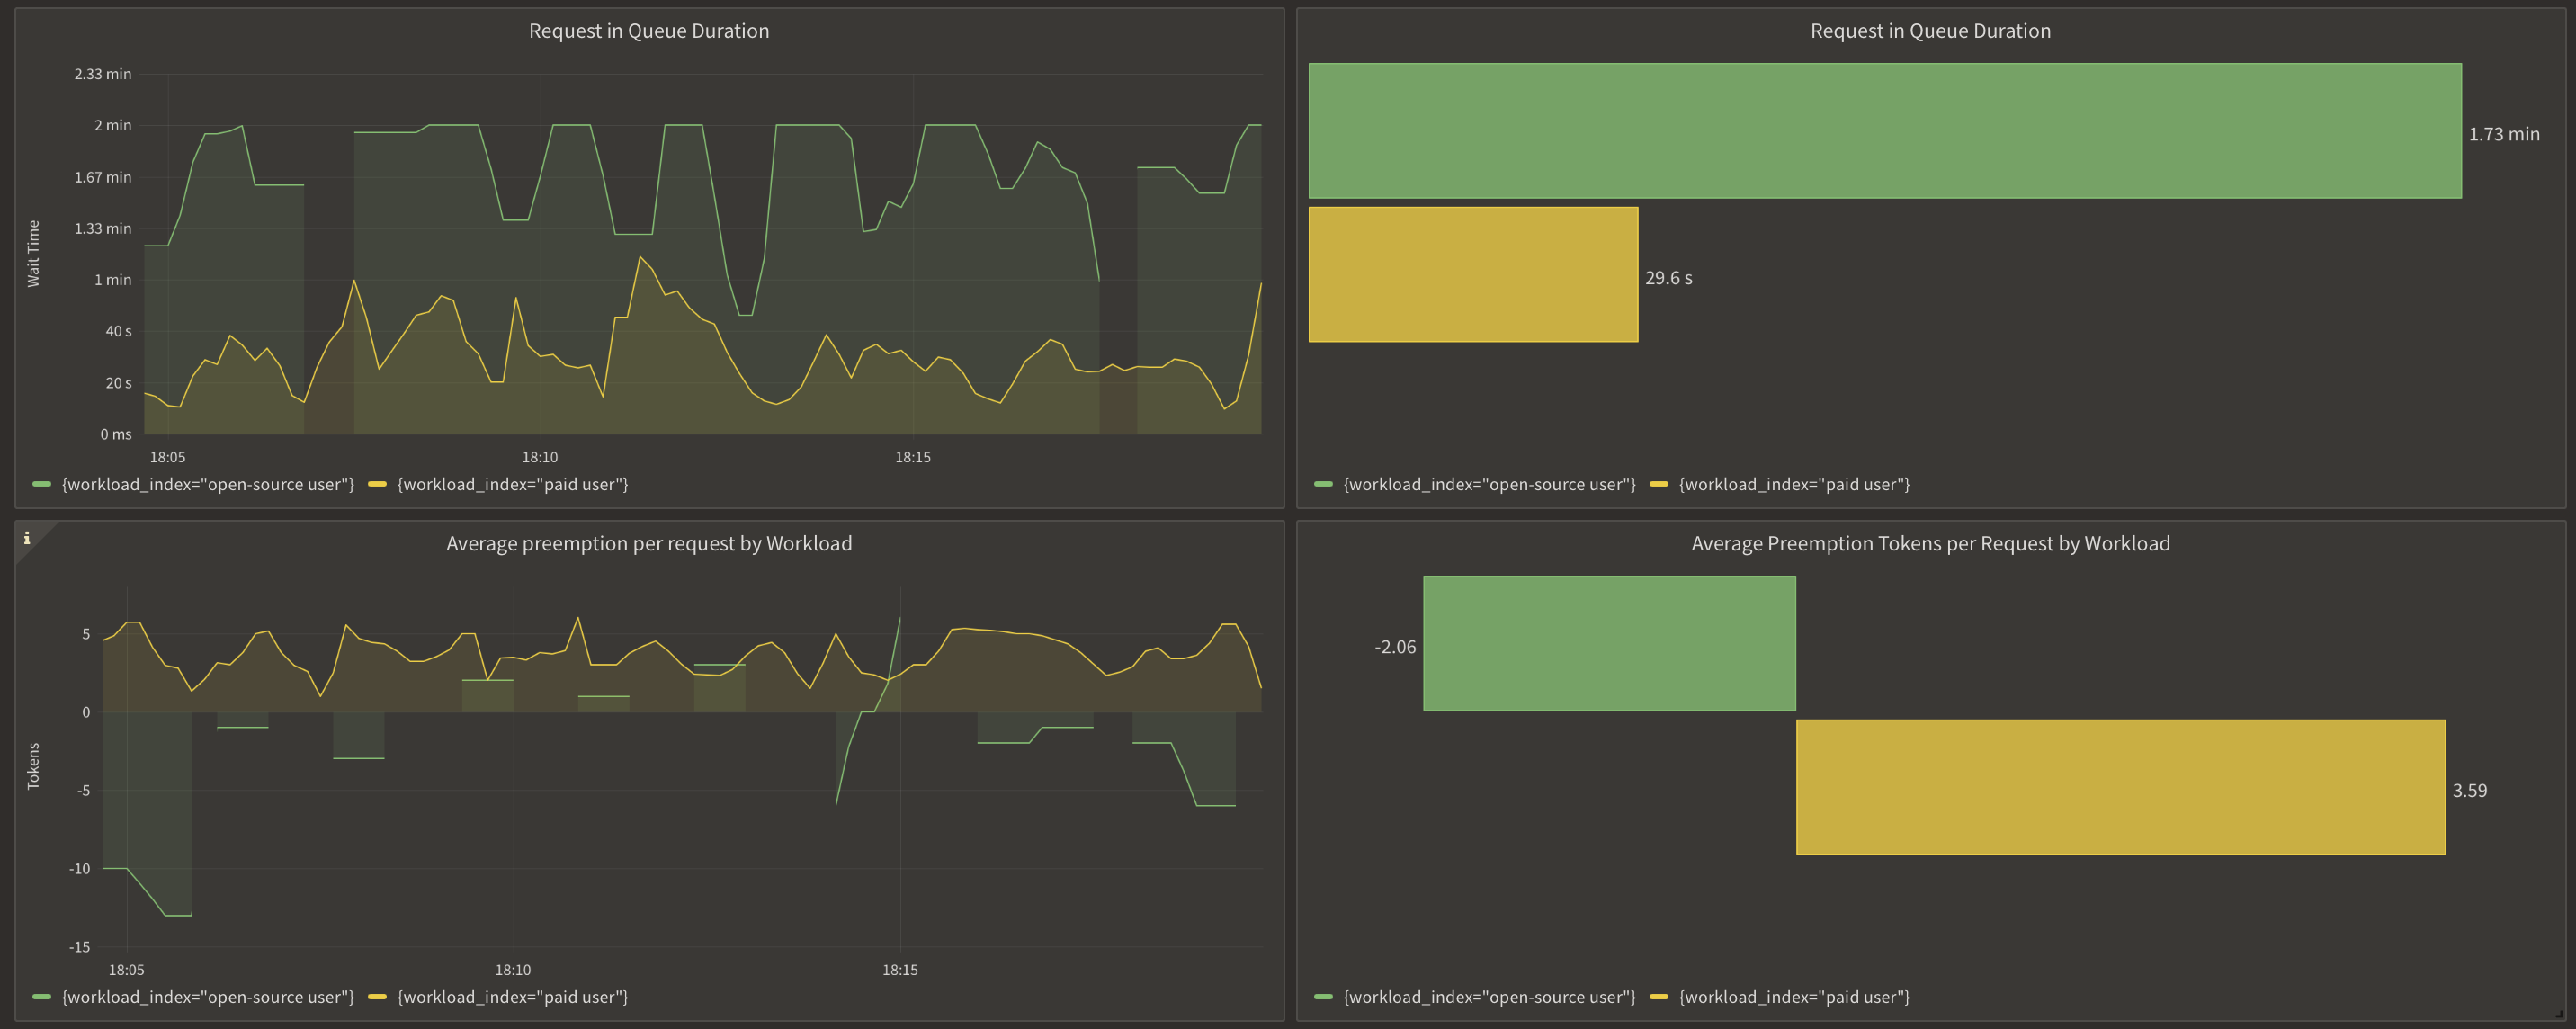 Request in Queue Duration
2.33 min
2 min
1.67 min
1.33 min
1 min
40 s
20 s
0 ms
Wait Time
18:05 18:10 18:15
{workload_index="open-source user"} {workload_index="paid user"}
Request in Queue Duration
1.73 min
29.6 s
{workload_index="open-source user"} {workload_index="paid user"}
i
Average preemption per request by Workload
5
0
-5
-10
-15
Tokens
18:05 18:10 18:15
{workload_index="open-source user"} {workload_index="paid user"}
Average Preemption Tokens per Request by Workload
-2.06
3.59
{workload_index="open-source user"} {workload_index="paid user"}